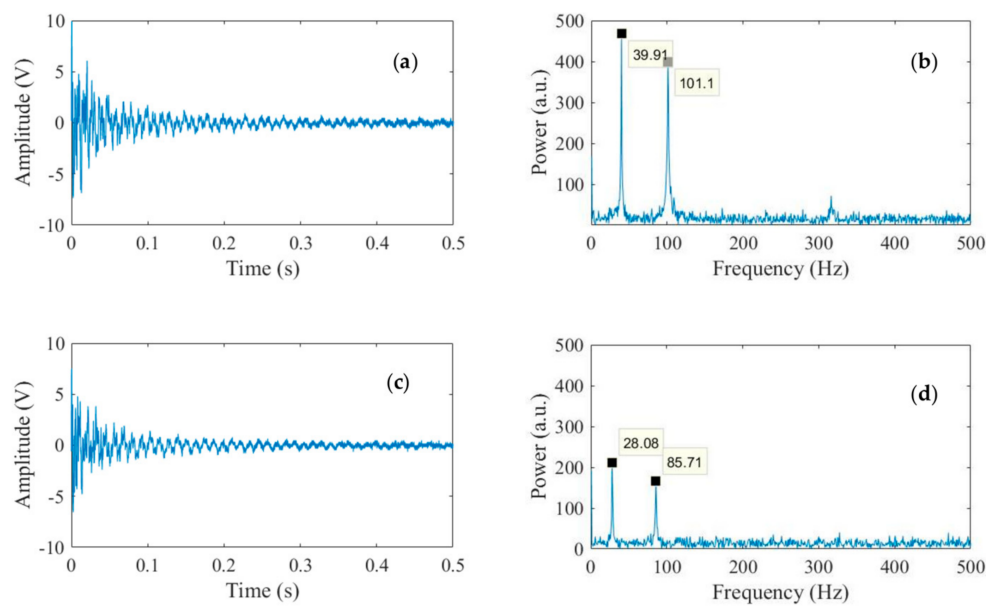 10
5
0
-5
-10
Amplitude (V)
(a)
0 0.1 0.2 0.3 0.4 0.5
Time (s)
500
400
300
200
100
Power (a.u.)
39.91
101.1
(b)
0 100 200 300 400 500
Frequency (Hz)
10
5
0
-5
-10
Amplitude (V)
(c)
0 0.1 0.2 0.3 0.4 0.5
Time (s)
500
400
300
200
100
0
Power (a.u.)
28.08
85.71
(d)
0 100 200 300 400 500
Frequency (Hz)